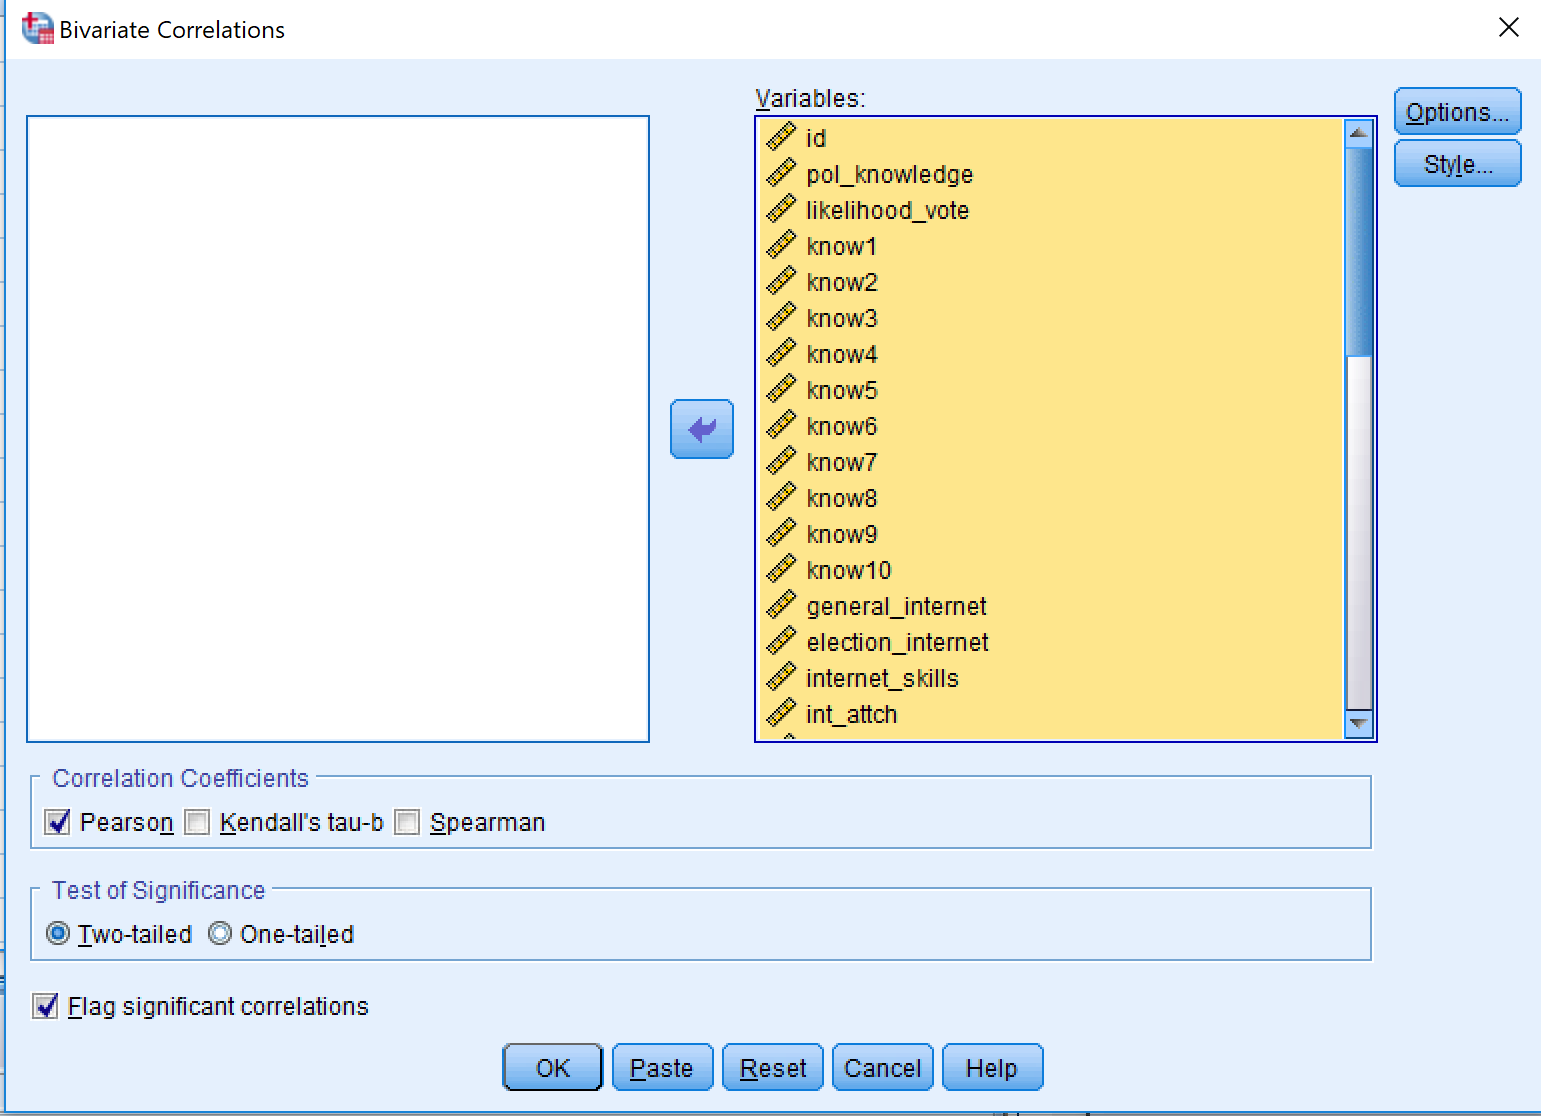 Bivariate Correlations
Variables:
id
pol_knowledge
likelihood_vote
know1
know2
know3
know4
know5
know6
know7
know8
know9
know10
general_internet
election_internet
internet_skills
int_attch
Options...
Style...
Correlation Coefficients
Pearson Kendall's tau-b Spearman
Test of Significance
Two-tailed One-tailed
Flag significant correlations
OK Paste Reset Cancel Help